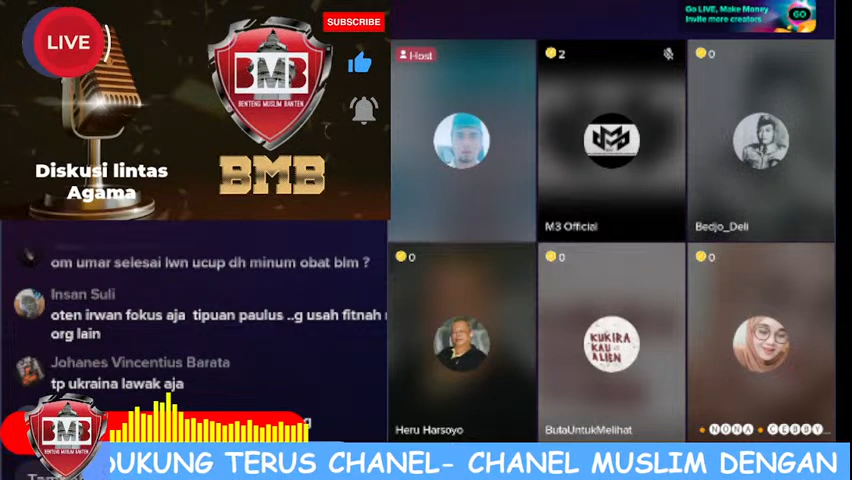 LIVE
SUBSCRIBE
BMB
BENTENG MUSLIM BANTEN
BMB
Diskusi lintas
Agama
Go LIVE, Make Money
Invite more creators
GO
Host
2
0
M3 Official
Bedjo_Deli
0
0
0
KUKIRA
KAU
ALIEN
Heru Harsoyo
ButaUntukMelihat
NONA CEBBY...
om umar selesai lwn ucup dh minum obat blm ?
Insan Suli
oten irwan fokus aja tipuan paulus ..g usah fitnah
org lain
Johanes Vincentius Barata
tp ukraina lawak aja
BMB
DUKUNG TERUS CHANEL- CHANEL MUSLIM DENGAN